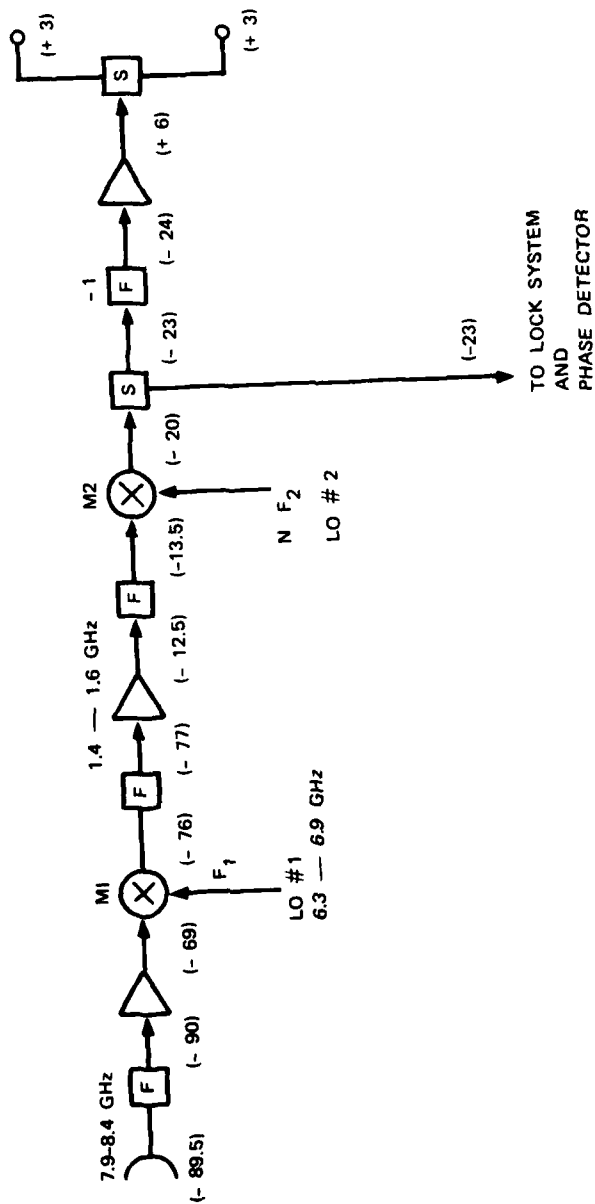 7.9–8.4 GHz
(- 89.5)
F
(- 90)
(- 69)
M1
F1
LO #1
6.3 — 6.9 GHz
(- 76)
F
(- 77)
1.4 — 1.6 GHz
(- 12.5)
F
(-13.5)
M2
N F2
LO # 2
(- 20)
S
(-23)
TO LOCK SYSTEM
AND
PHASE DETECTOR
(- 23)
- 1
F
(- 24)
(+ 6)
S
(+ 3)
(+ 3)